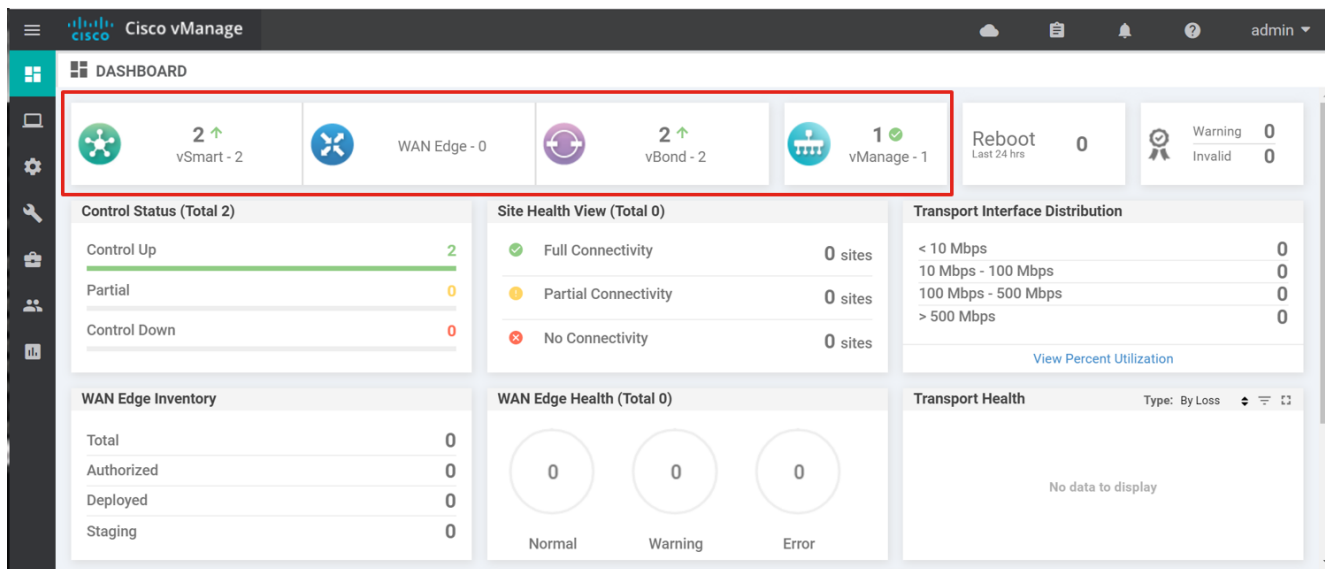 cisco Cisco vManage admin
DASHBOARD
2
vSmart - 2
WAN Edge - 0
2
vBond - 2
1
vManage - 1
Reboot
Last 24 hrs
0
Warning 0
Invalid 0
Control Status (Total 2)
Control Up 2
Partial 0
Control Down 0
Site Health View (Total 0)
Full Connectivity 0 sites
Partial Connectivity 0 sites
No Connectivity 0 sites
Transport Interface Distribution
< 10 Mbps 0
10 Mbps - 100 Mbps 0
100 Mbps - 500 Mbps 0
> 500 Mbps 0
View Percent Utilization
WAN Edge Inventory
Total 0
Authorized 0
Deployed 0
Staging 0
WAN Edge Health (Total 0)
0 0 0
Normal Warning Error
Transport Health Type: By Loss
No data to display